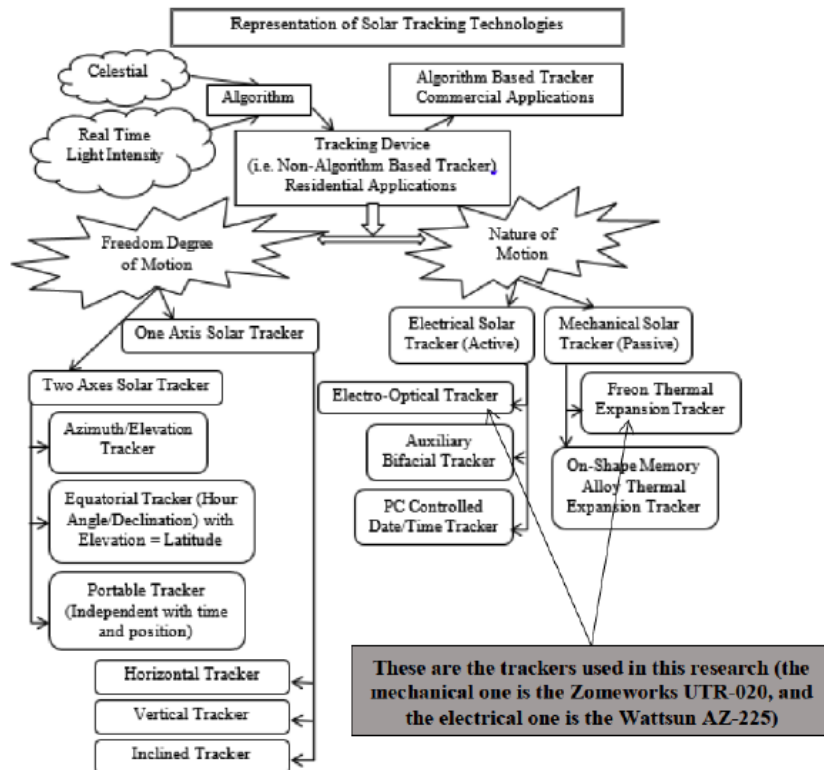 Representation of Solar Tracking Technologies
Celestial
Algorithm
Algorithm Based Tracker
Commercial Applications
Real Time
Light Intensity
Tracking Device
(i.e. Non-Algorithm Based Tracker)
Residential Applications
Freedom Degree
of Motion
Nature of
Motion
One Axis Solar Tracker
Electrical Solar
Tracker (Active)
Mechanical Solar
Tracker (Passive)
Two Axes Solar Tracker
Electro-Optical Tracker
Freon Thermal
Expansion Tracker
Azimuth/Elevation
Tracker
Auxiliary
Bifacial Tracker
On-Shape Memory
Alloy Thermal
Expansion Tracker
Equatorial Tracker (Hour
Angle/Declination) with
Elevation = Latitude
PC Controlled
Date/Time Tracker
Portable Tracker
(Independent with time
and position)
Horizontal Tracker
Vertical Tracker
Inclined Tracker
These are the trackers used in this research (the
mechanical one is the Zomeworks UTR-020, and
the electrical one is the Wattsun AZ-225)